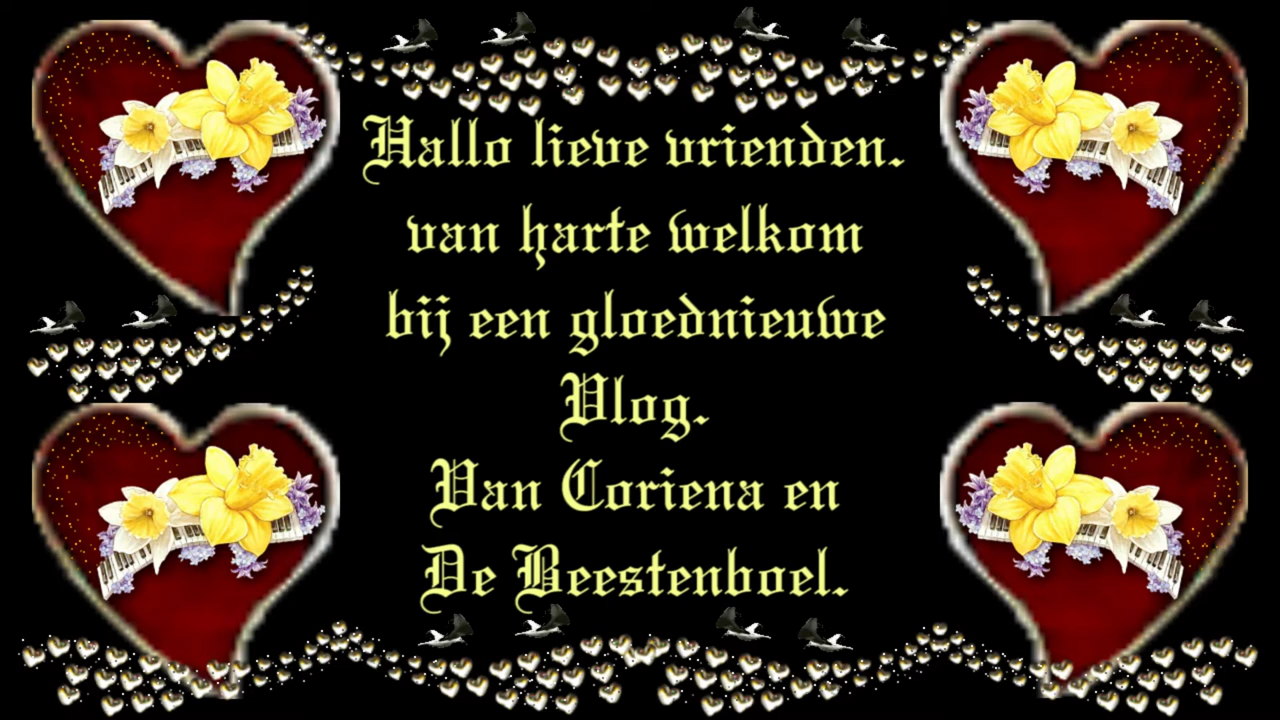 Hallo lieve vrienden.
van harte welkom
bij een gloednieuwe
Vlog.
Van Coriena en
De Beestenboel.